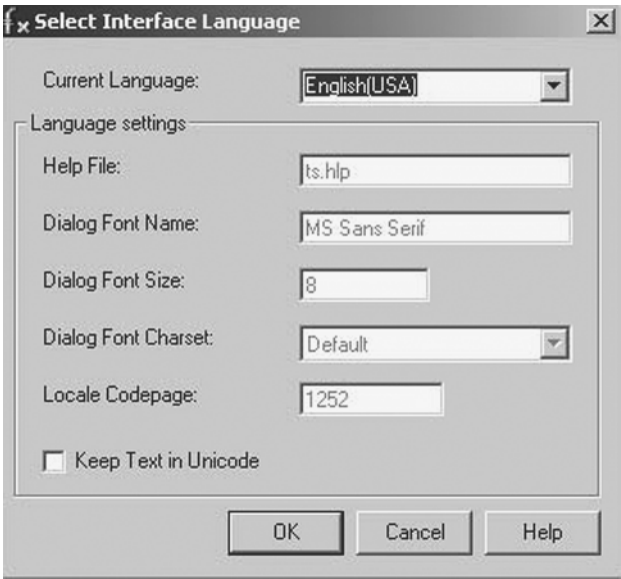 fx Select Interface Language
Current Language: English(USA)
Language settings
Help File: ts.hlp
Dialog Font Name: MS Sans Serif
Dialog Font Size: 8
Dialog Font Charset: Default
Locale Codepage: 1252
Keep Text in Unicode
OK Cancel Help